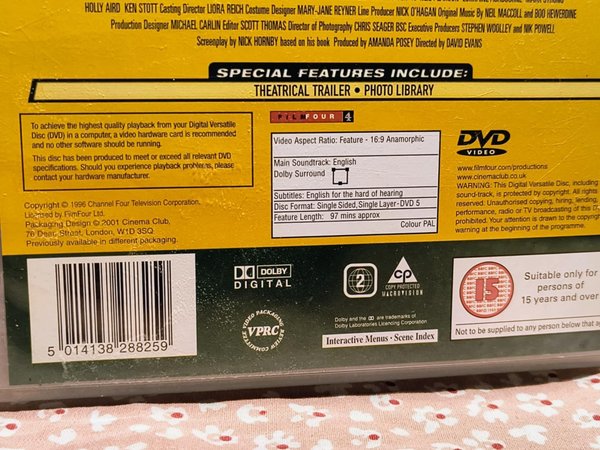 HOLLY AIRD KEN STOTT Casting Director LIORA REICH Costume Designer MARY-JANE REYNER Line Producer NICK O'HAGAN Original Music By NEIL MACCOLL and BOO HEWERDINE
Production Designer MICHAEL CARLIN Editor SCOTT THOMAS Director of Photography CHRIS SEAGER BSC Executive Producers STEPHEN WOOLLEY and NIK POWELL
Screenplay by NICK HORNBY based on his book Produced by AMANDA POSEY Directed by DAVID EVANS
SPECIAL FEATURES INCLUDE:
THEATRICAL TRAILER • PHOTO LIBRARY
To achieve the highest quality playback from your Digital Versatile
Disc (DVD) in a computer, a video hardware card is recommended
and no other software should be running.
This disc has been produced to meet or exceed all relevant DVD
specifications. Should you experience playback problems, please
contact your hardware manufacturer.
Copyright © 1996 Channel Four Television Corporation.
Licensed by FilmFour Ltd.
Packaging Design © 2001 Cinema Club,
76 Dean Street, London, W1D 3SQ
Previously available in different packaging.
FILMFOUR 4
Video Aspect Ratio: Feature - 16:9 Anamorphic
Main Soundtrack: English
Dolby Surround
Subtitles: English for the hard of hearing
Disc Format: Single Sided, Single Layer - DVD 5
Feature Length: 97 mins approx
Colour PAL
DVD
VIDEO
www.filmfour.com/productions
www.cinemaclub.co.uk
WARNING: This Digital Versatile Disc, including
sound-track, is protected by copyright. All rights
reserved. Unauthorised copying, hiring, lending,
performance, radio or TV broadcasting of this
prohibited. Your attention is drawn to the copyright
warning at the beginning of the programme.
5 014138 288259
DOLBY
DIGITAL
VIDEO PACKAGING
VPRC
REVIEW COMMITTEE
2
cp
COPY PROTECTED
MACROVISION
Dolby and the are trademarks of
Dolby Laboratories Licensing Corporation
Interactive Menus • Scene Index
15
Suitable only for
persons of
15 years and over
Not to be supplied to any person below that